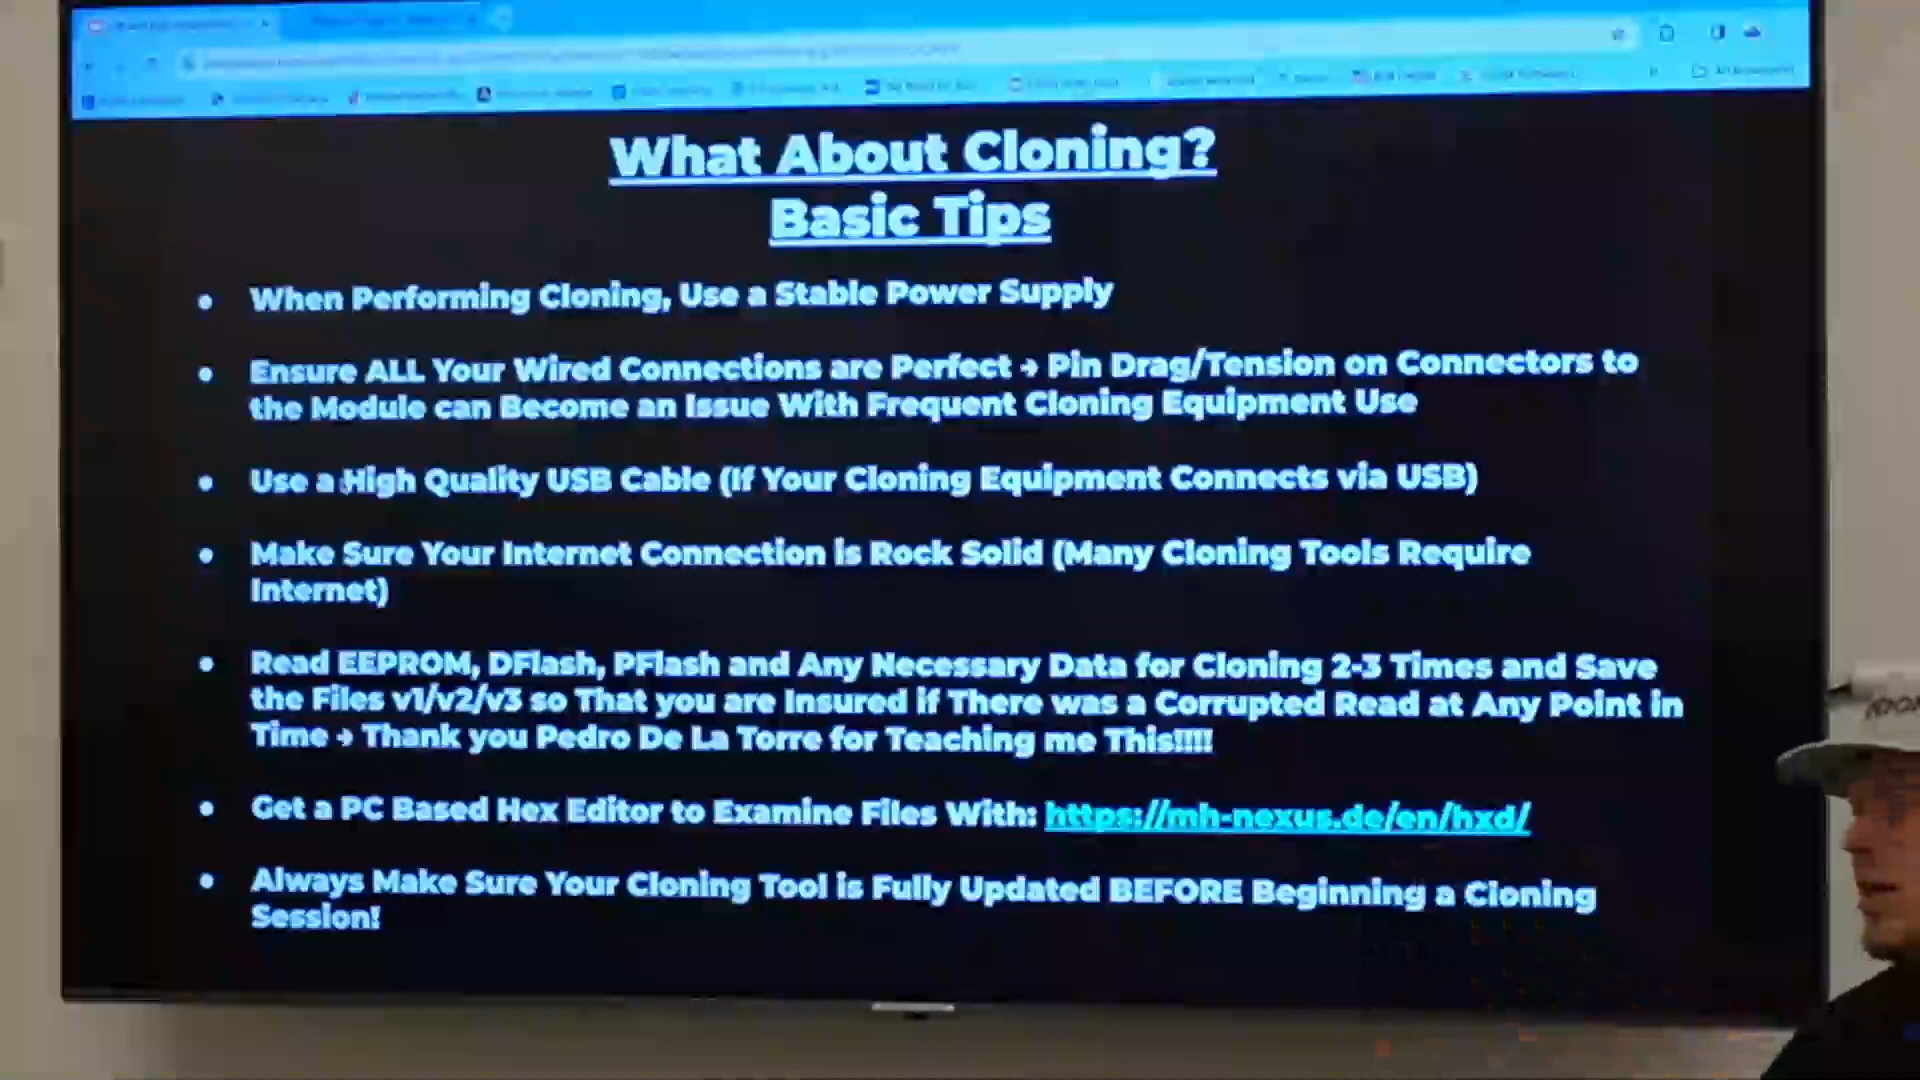 What About Cloning?
Basic Tips
• When Performing Cloning, Use a Stable Power Supply
• Ensure ALL Your Wired Connections are Perfect → Pin Drag/Tension on Connectors to
the Module can Become an Issue With Frequent Cloning Equipment Use
• Use a High Quality USB Cable (If Your Cloning Equipment Connects via USB)
• Make Sure Your Internet Connection is Rock Solid (Many Cloning Tools Require
Internet)
• Read EEPROM, DFlash, PFlash and Any Necessary Data for Cloning 2-3 Times and Save
the Files v1/v2/v3 so That you are Insured if There was a Corrupted Read at Any Point in
Time → Thank you Pedro De La Torre for Teaching me This!!!!
• Get a PC Based Hex Editor to Examine Files With: https://mh-nexus.de/en/hxd/
• Always Make Sure Your Cloning Tool is Fully Updated BEFORE Beginning a Cloning
Session!